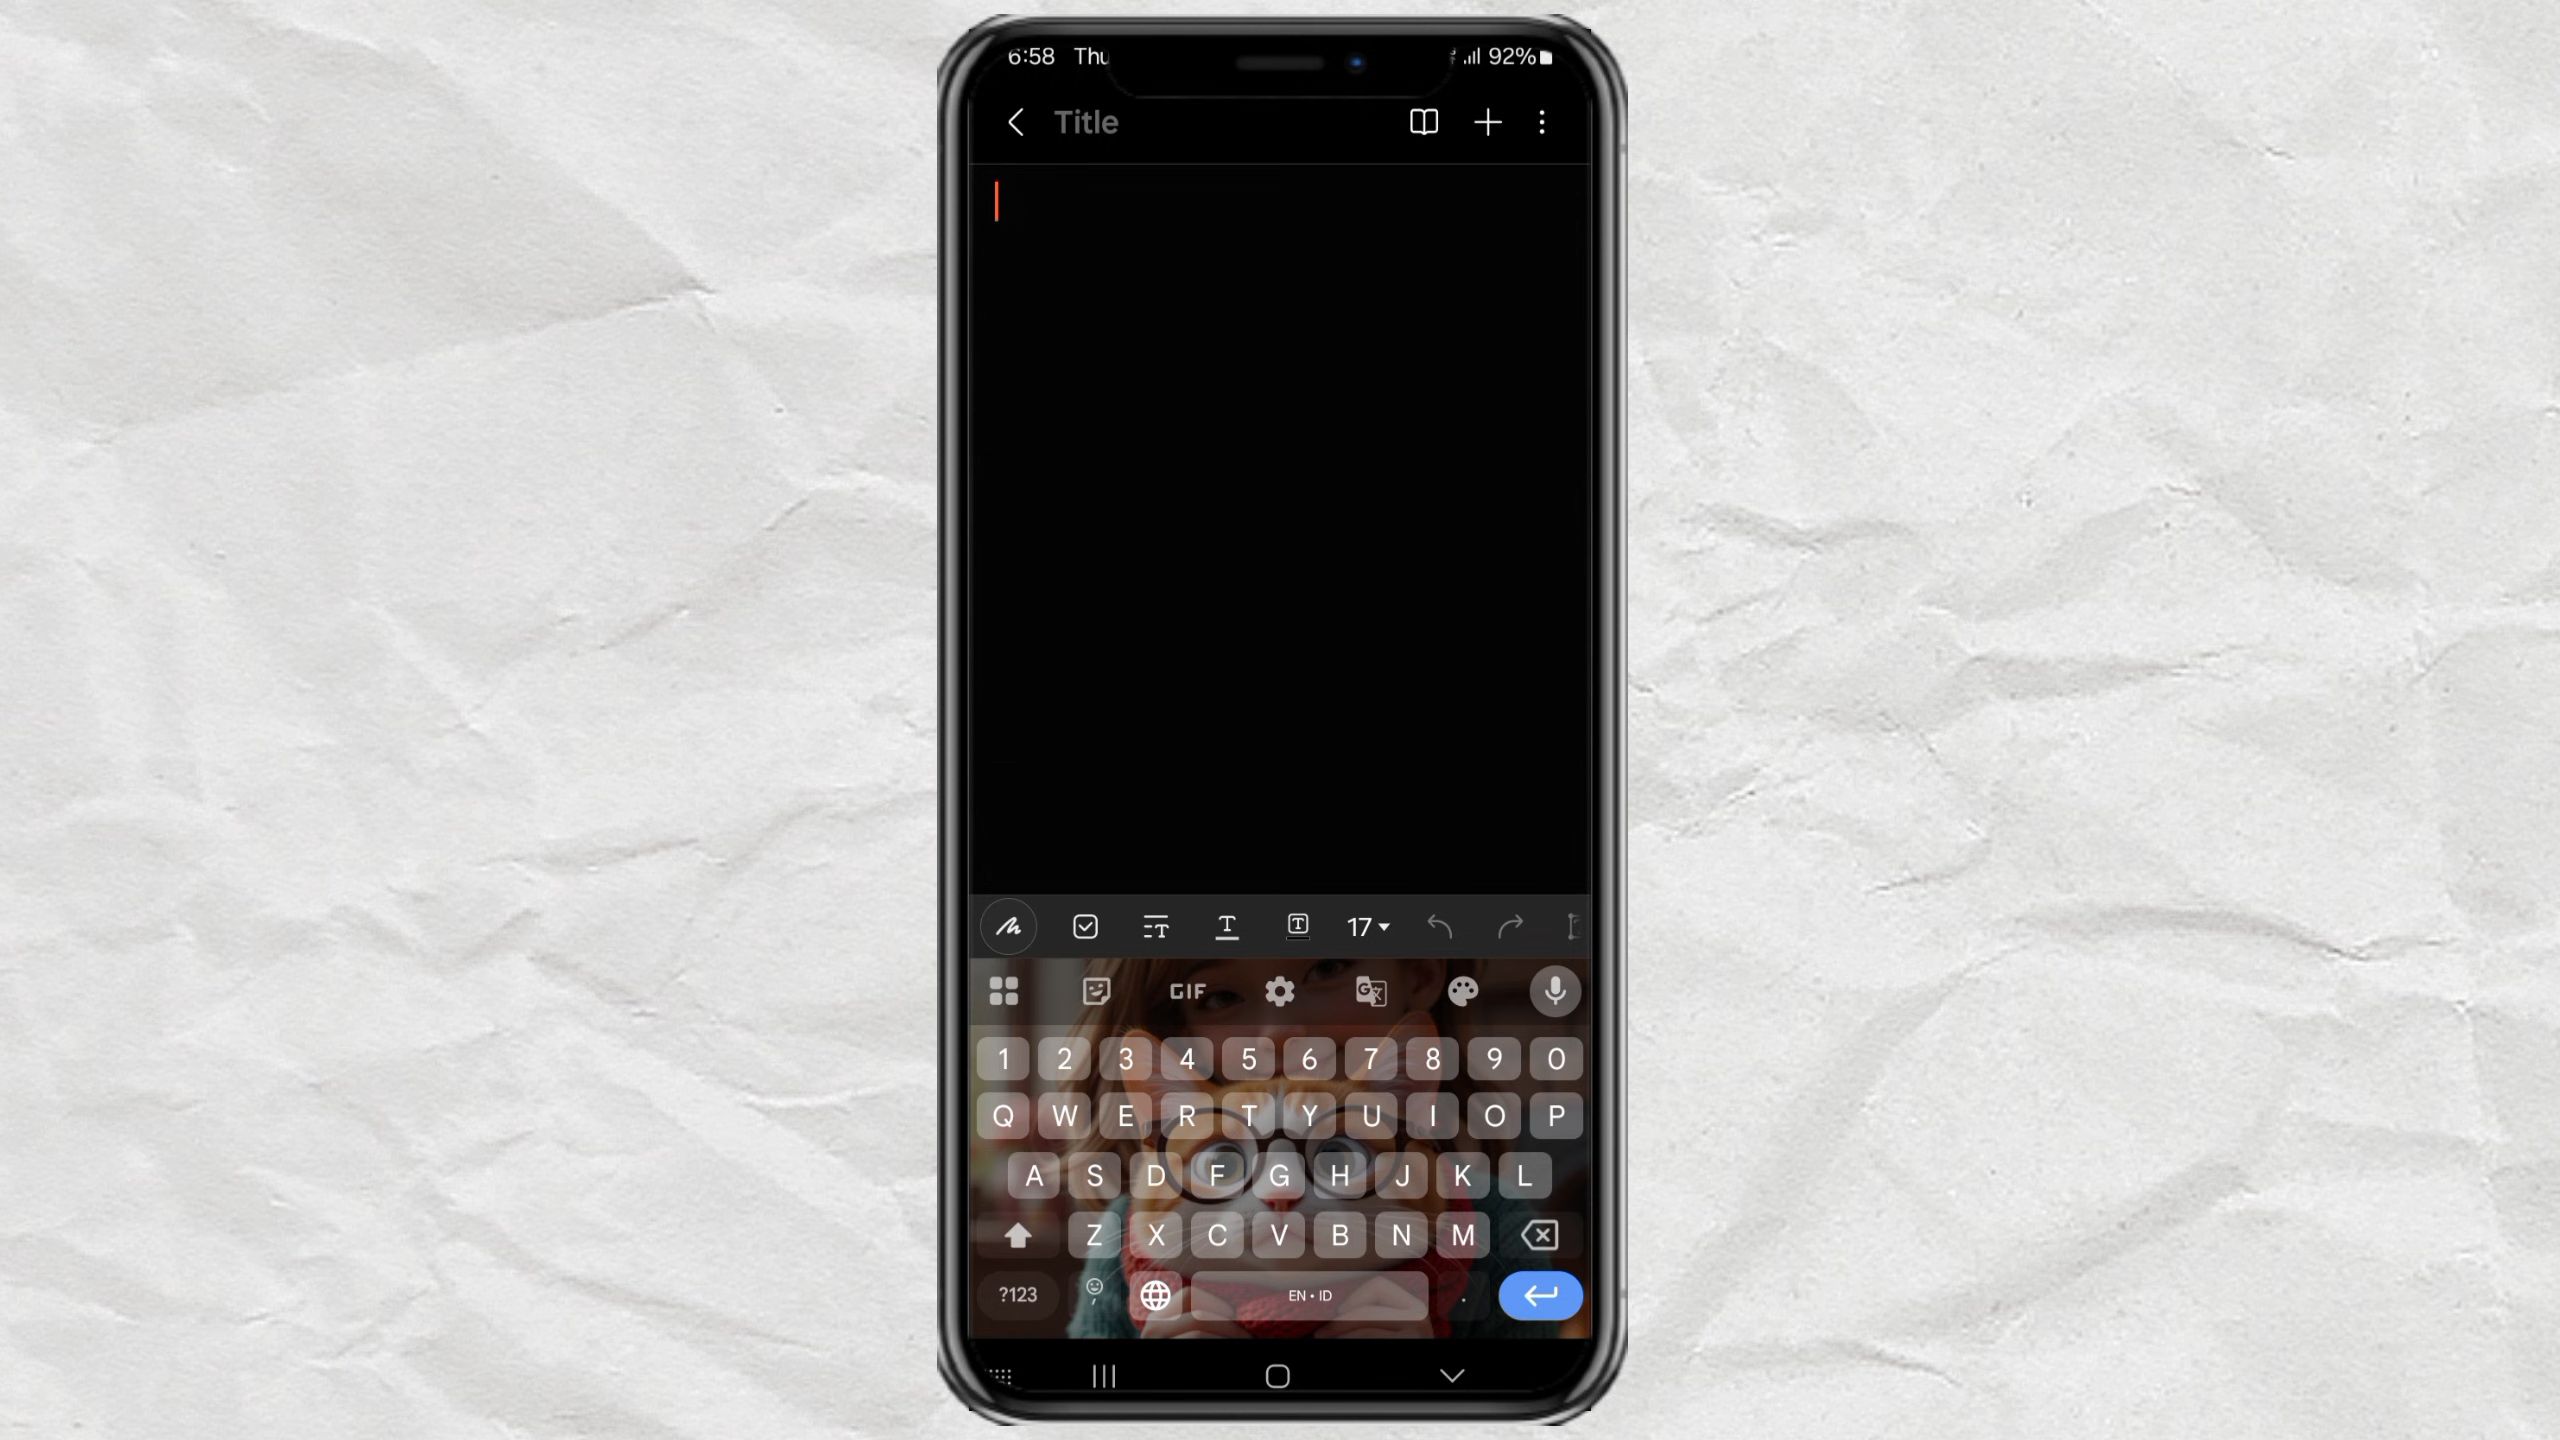 6:58 Thu 92%
Title
17
GIF
1 2 3 4 5 6 7 8 9 0
Q W E R T Y U I O P
A S D F G H J K L
Z X C V B N M
?123 , EN • ID .